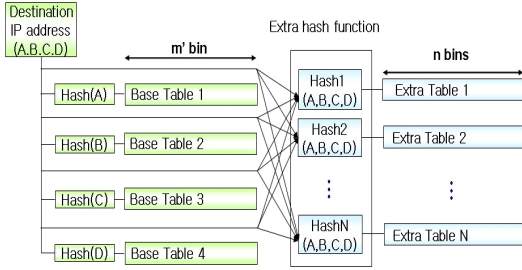 Destination
IP address
(A.B.C.D)
Extra hash function
m' bin
n bins
Hash(A)
Base Table 1
Hash1
(A,B,C,D)
Extra Table 1
Hash(B)
Base Table 2
Hash2
(A,B,C,D)
Extra Table 2
Hash(C)
Base Table 3
Hash(D)
Base Table 4
HashN
(A,B,C,D)
Extra Table N